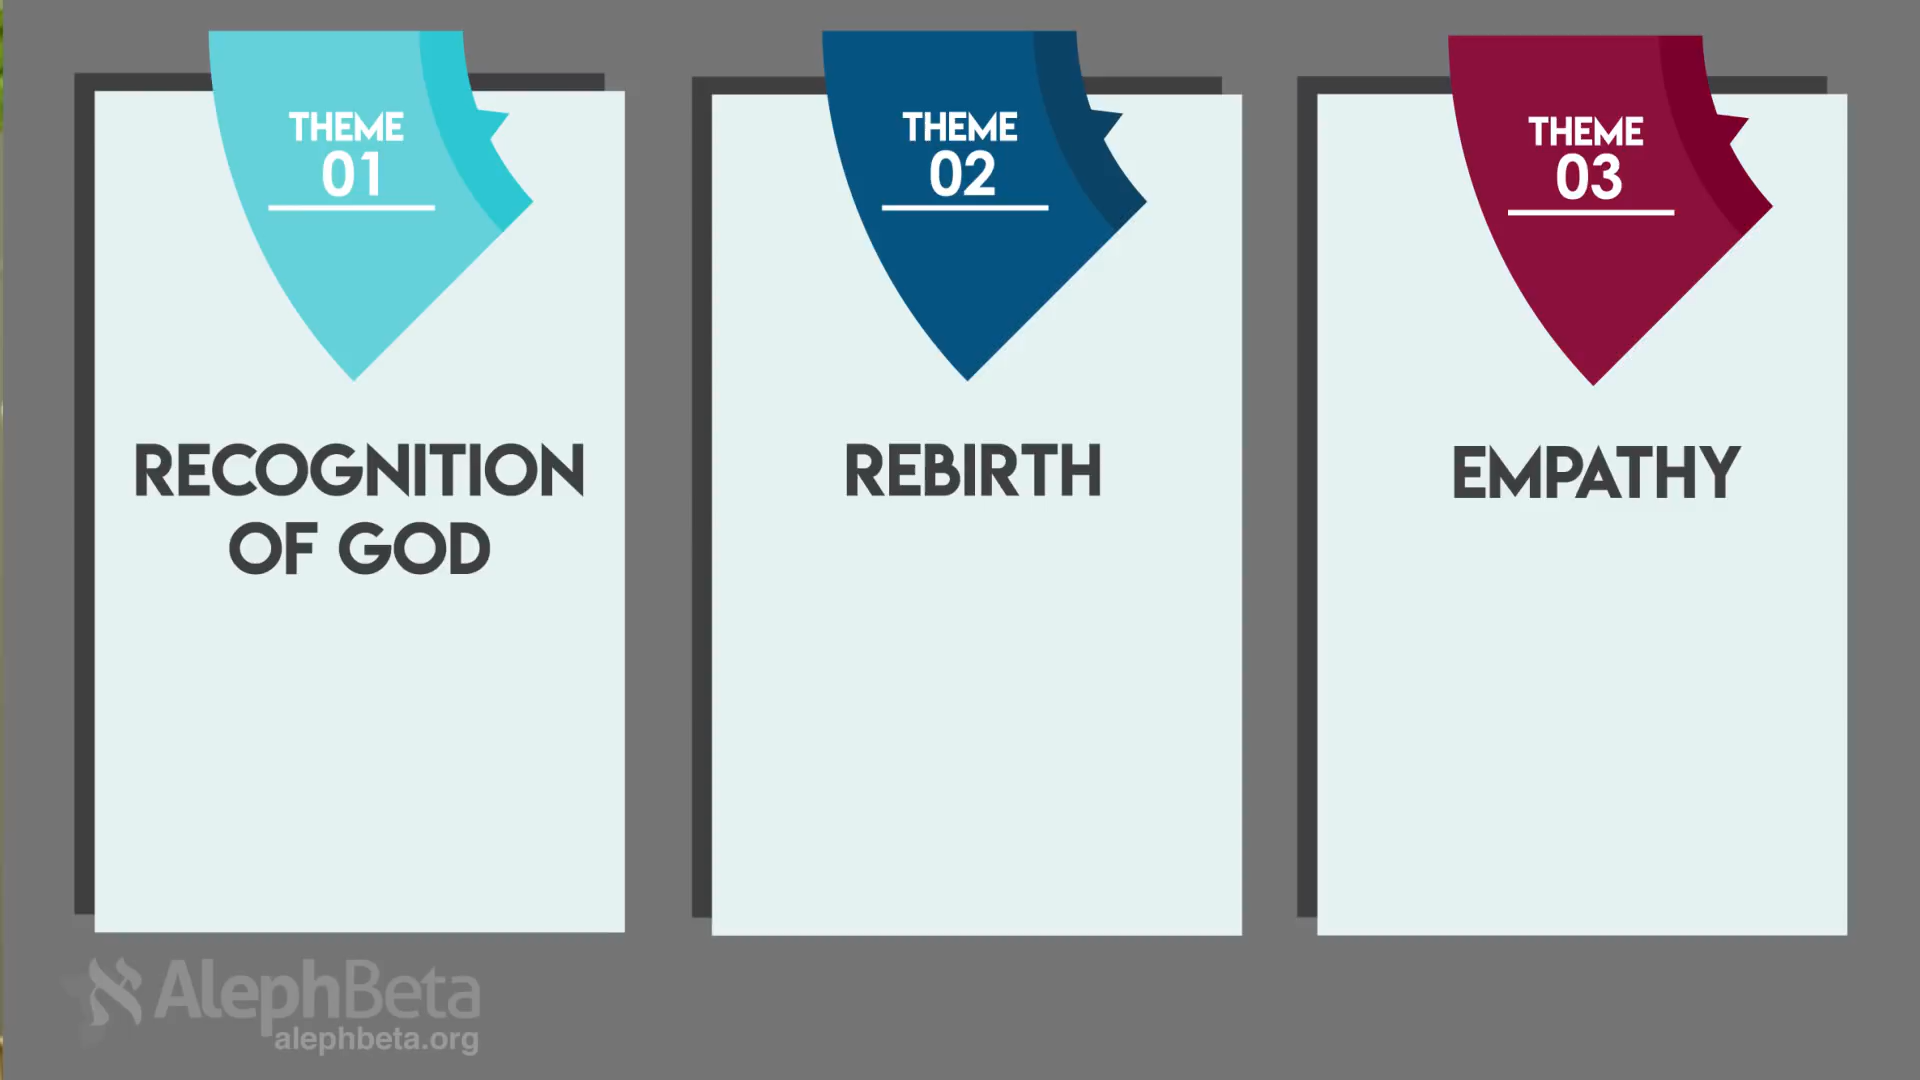 THEME
01
RECOGNITION
OF GOD
THEME
02
REBIRTH
THEME
03
EMPATHY
AlephBeta
alephbeta.org